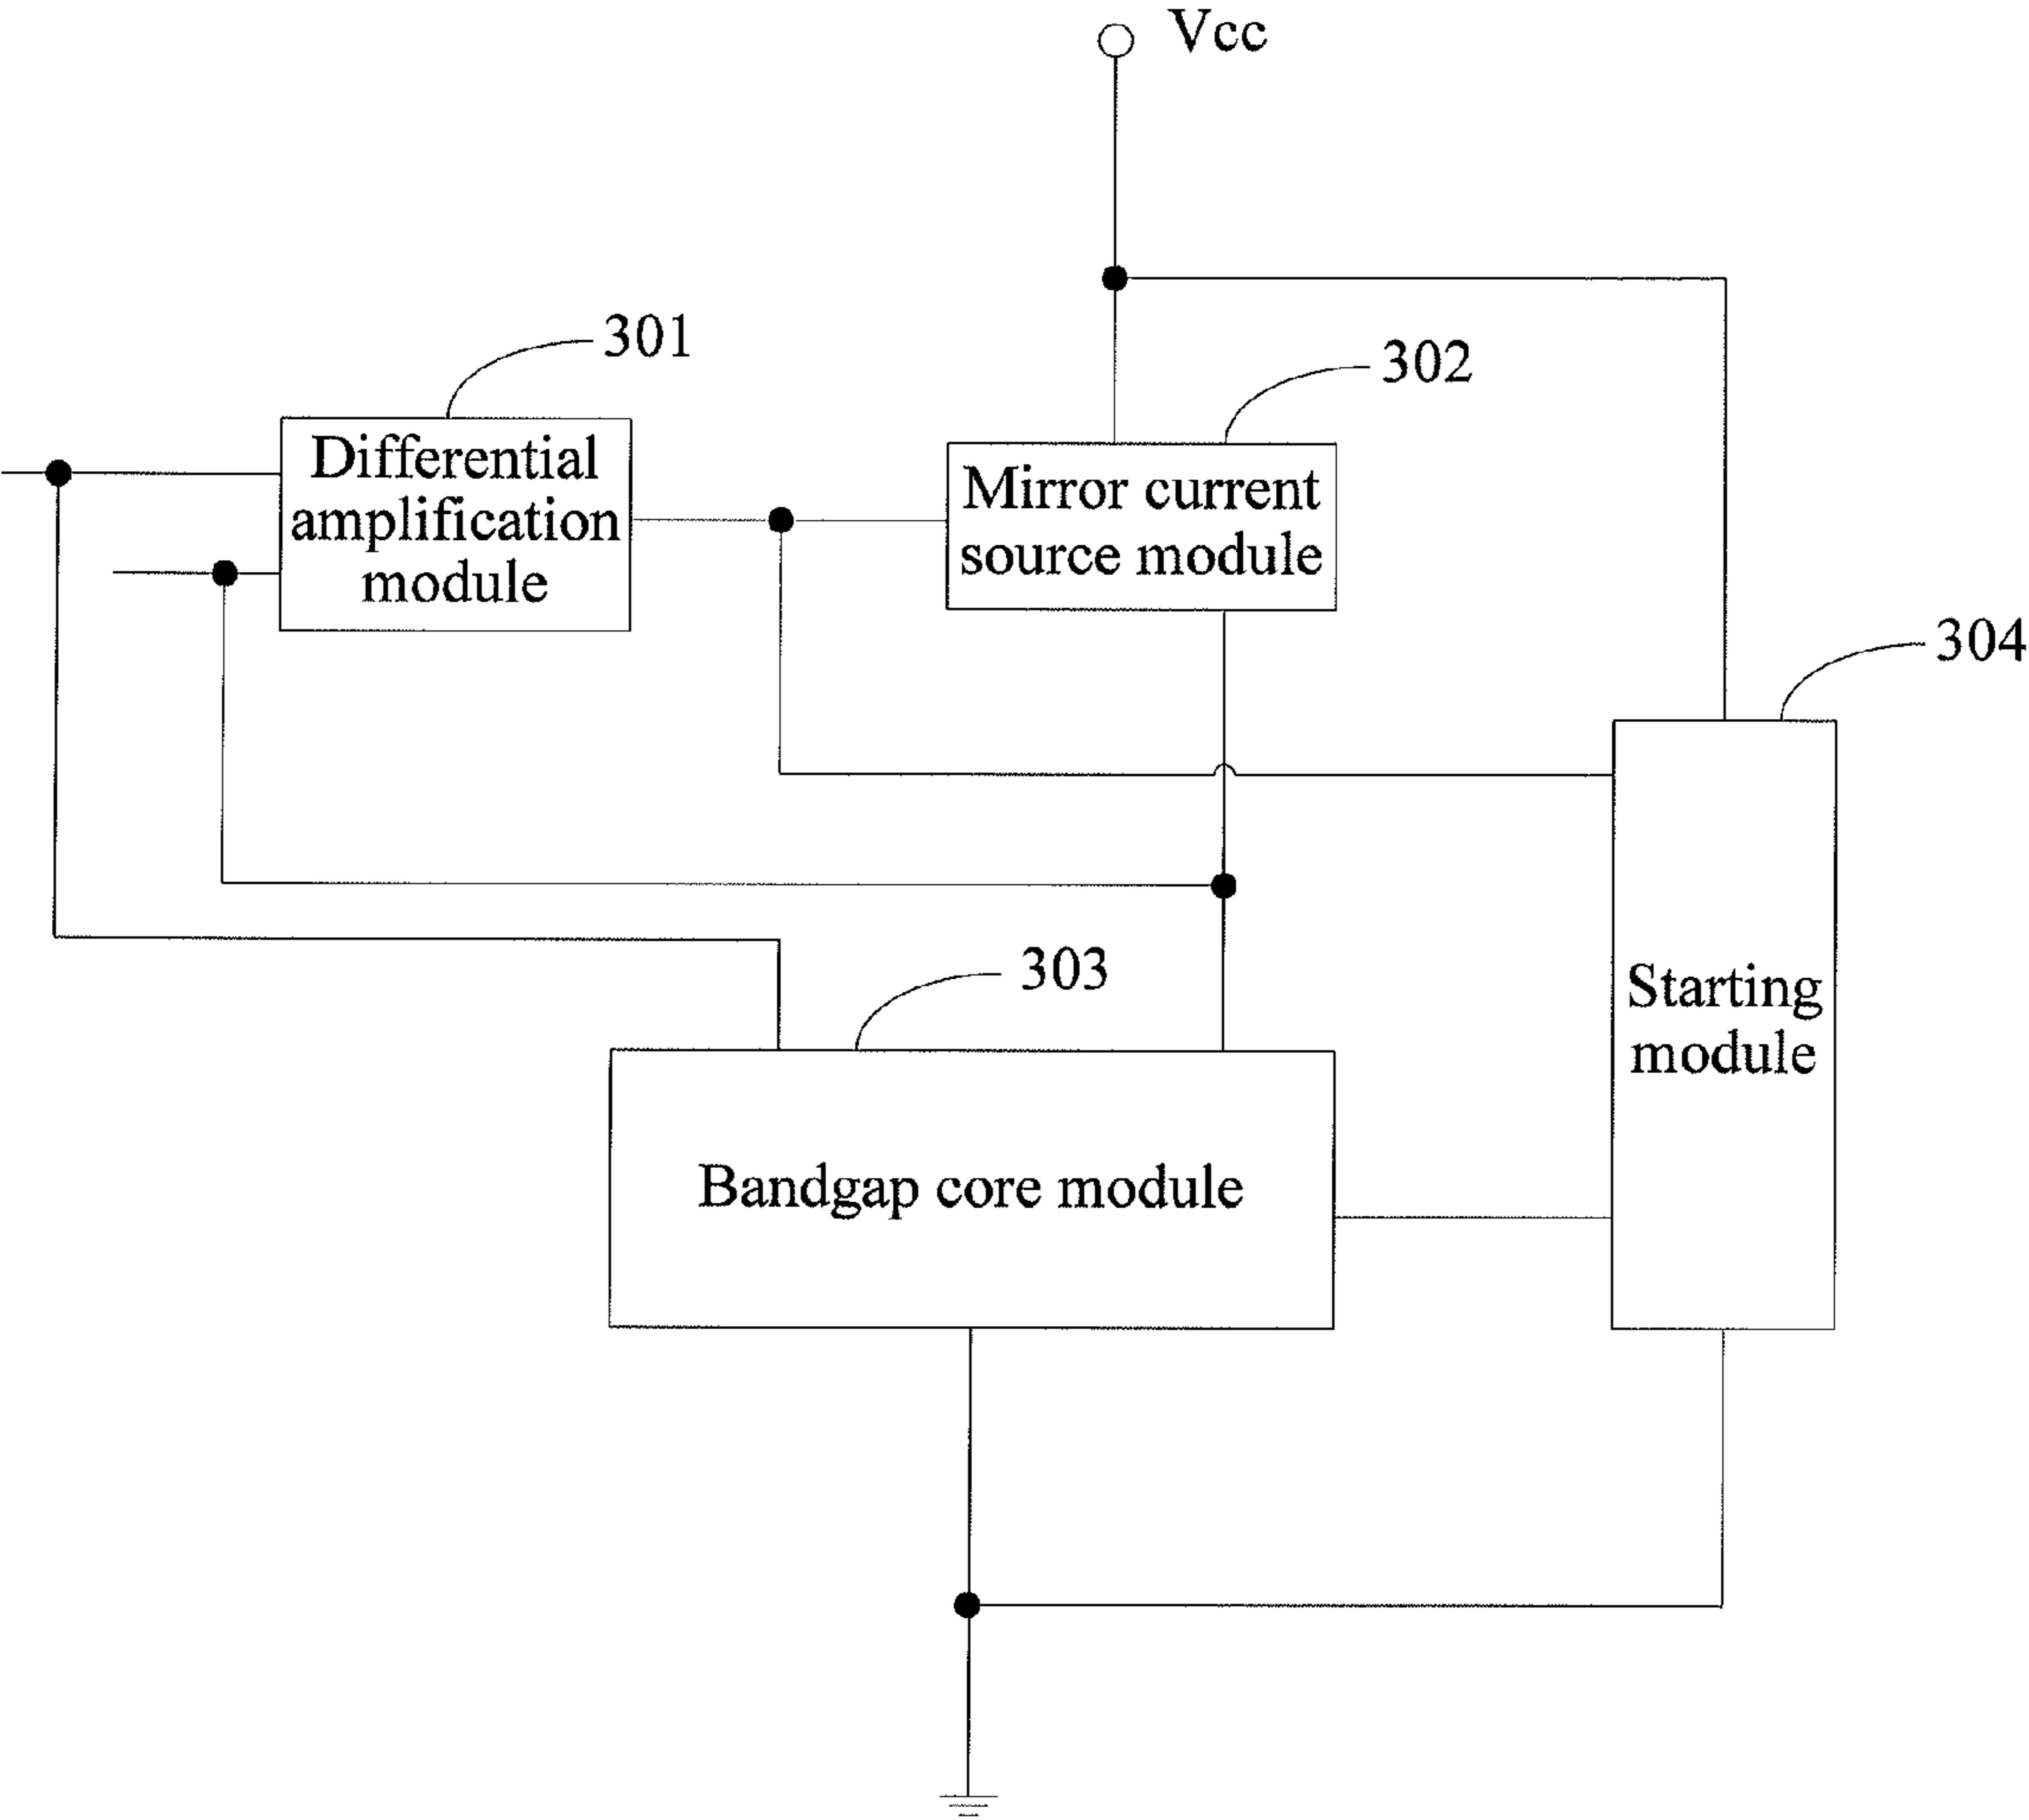 Vcc
301
302
Differential
amplification
module
Mirror current
source module
304
303
Starting
module
Bandgap core module